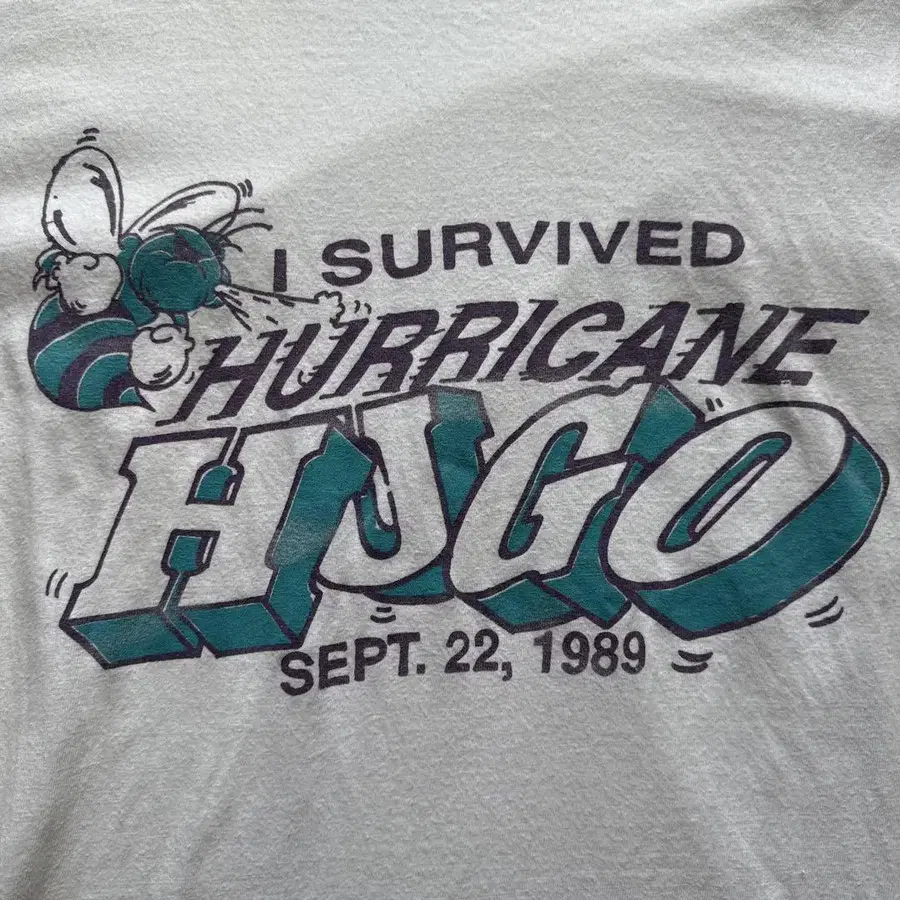 I SURVIVED
HURRICANE
HUGO
SEPT. 22, 1989